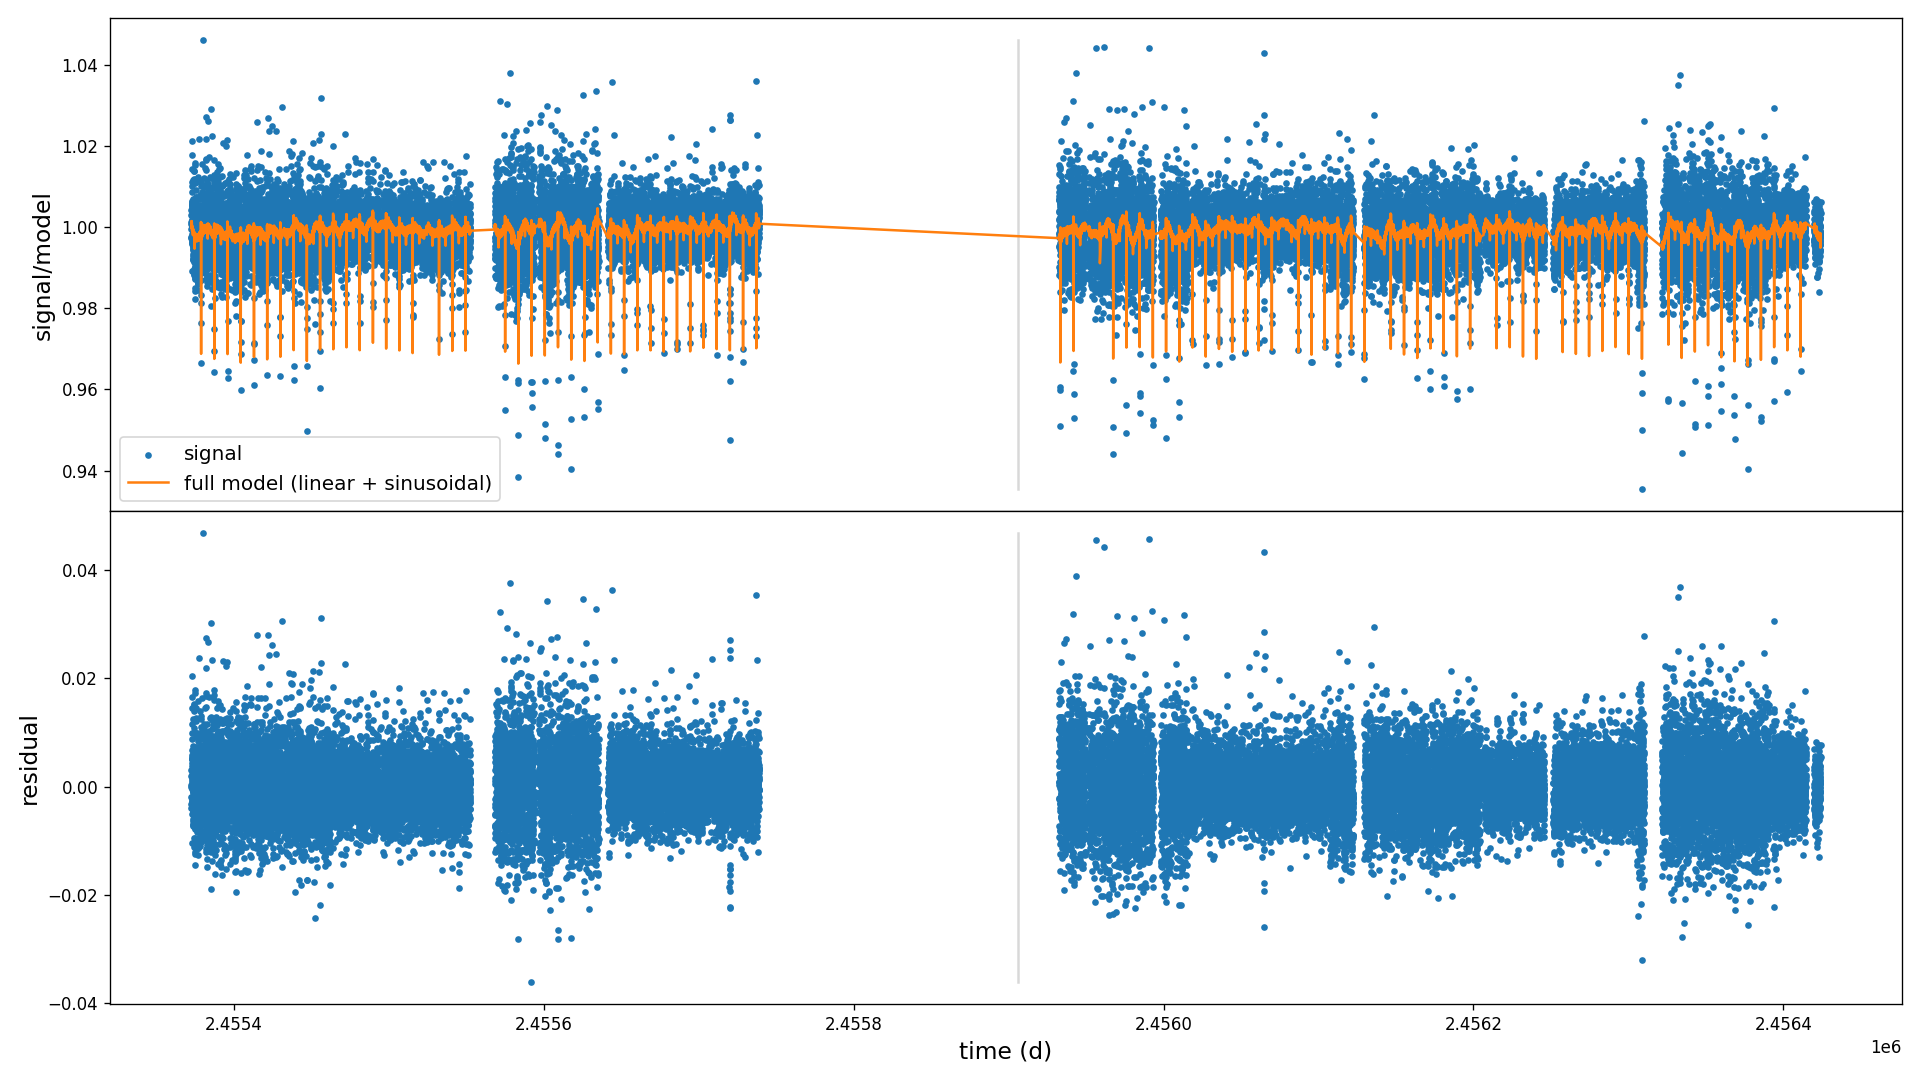 1.04
1.02
1.00
0.98
0.96
0.94
signal/model
signal
full model (linear + sinusoidal)
0.04
0.02
0.00
−0.02
−0.04
residual
2.4554
2.4556
2.4558
2.4560
2.4562
2.4564
1e6
time (d)